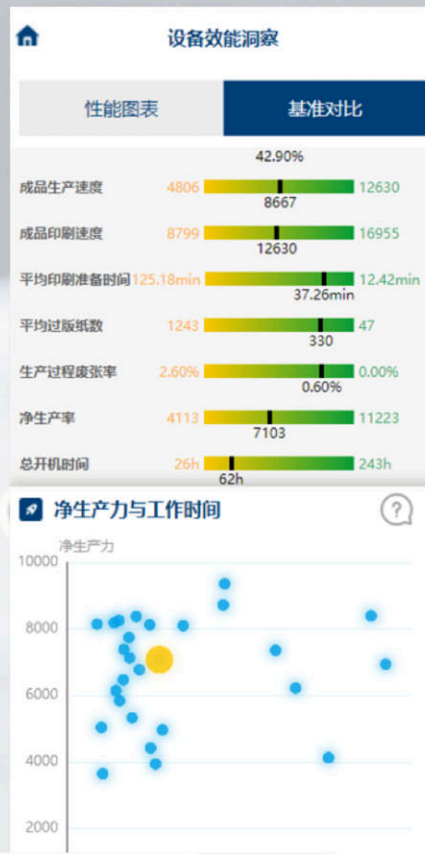 设备效能洞察
性能图表 基准对比
42.90%
成品生产速度 4806 12630
8667
成品印刷速度 8799 16955
12630
平均印刷准备时间 125.18min 12.42min
37.26min
平均过版纸数 1243 47
330
生产过程废张率 2.60% 0.00%
0.60%
净生产率 4113 11223
7103
总开机时间 26h 243h
62h
净生产力与工作时间 ?
净生产力
10000
8000
6000
4000
2000